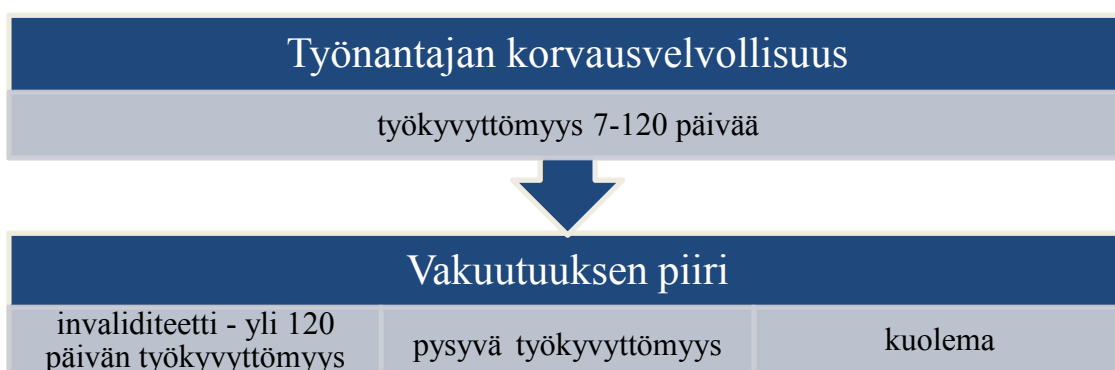 Työnantajan korvausvelvollisuus
työkyvyttömyys 7-120 päivää
Vakuutuuksen piiri
invaliditeetti - yli 120
päivän työkyvyttömyys
pysyvä työkyvyttömyys
kuolema